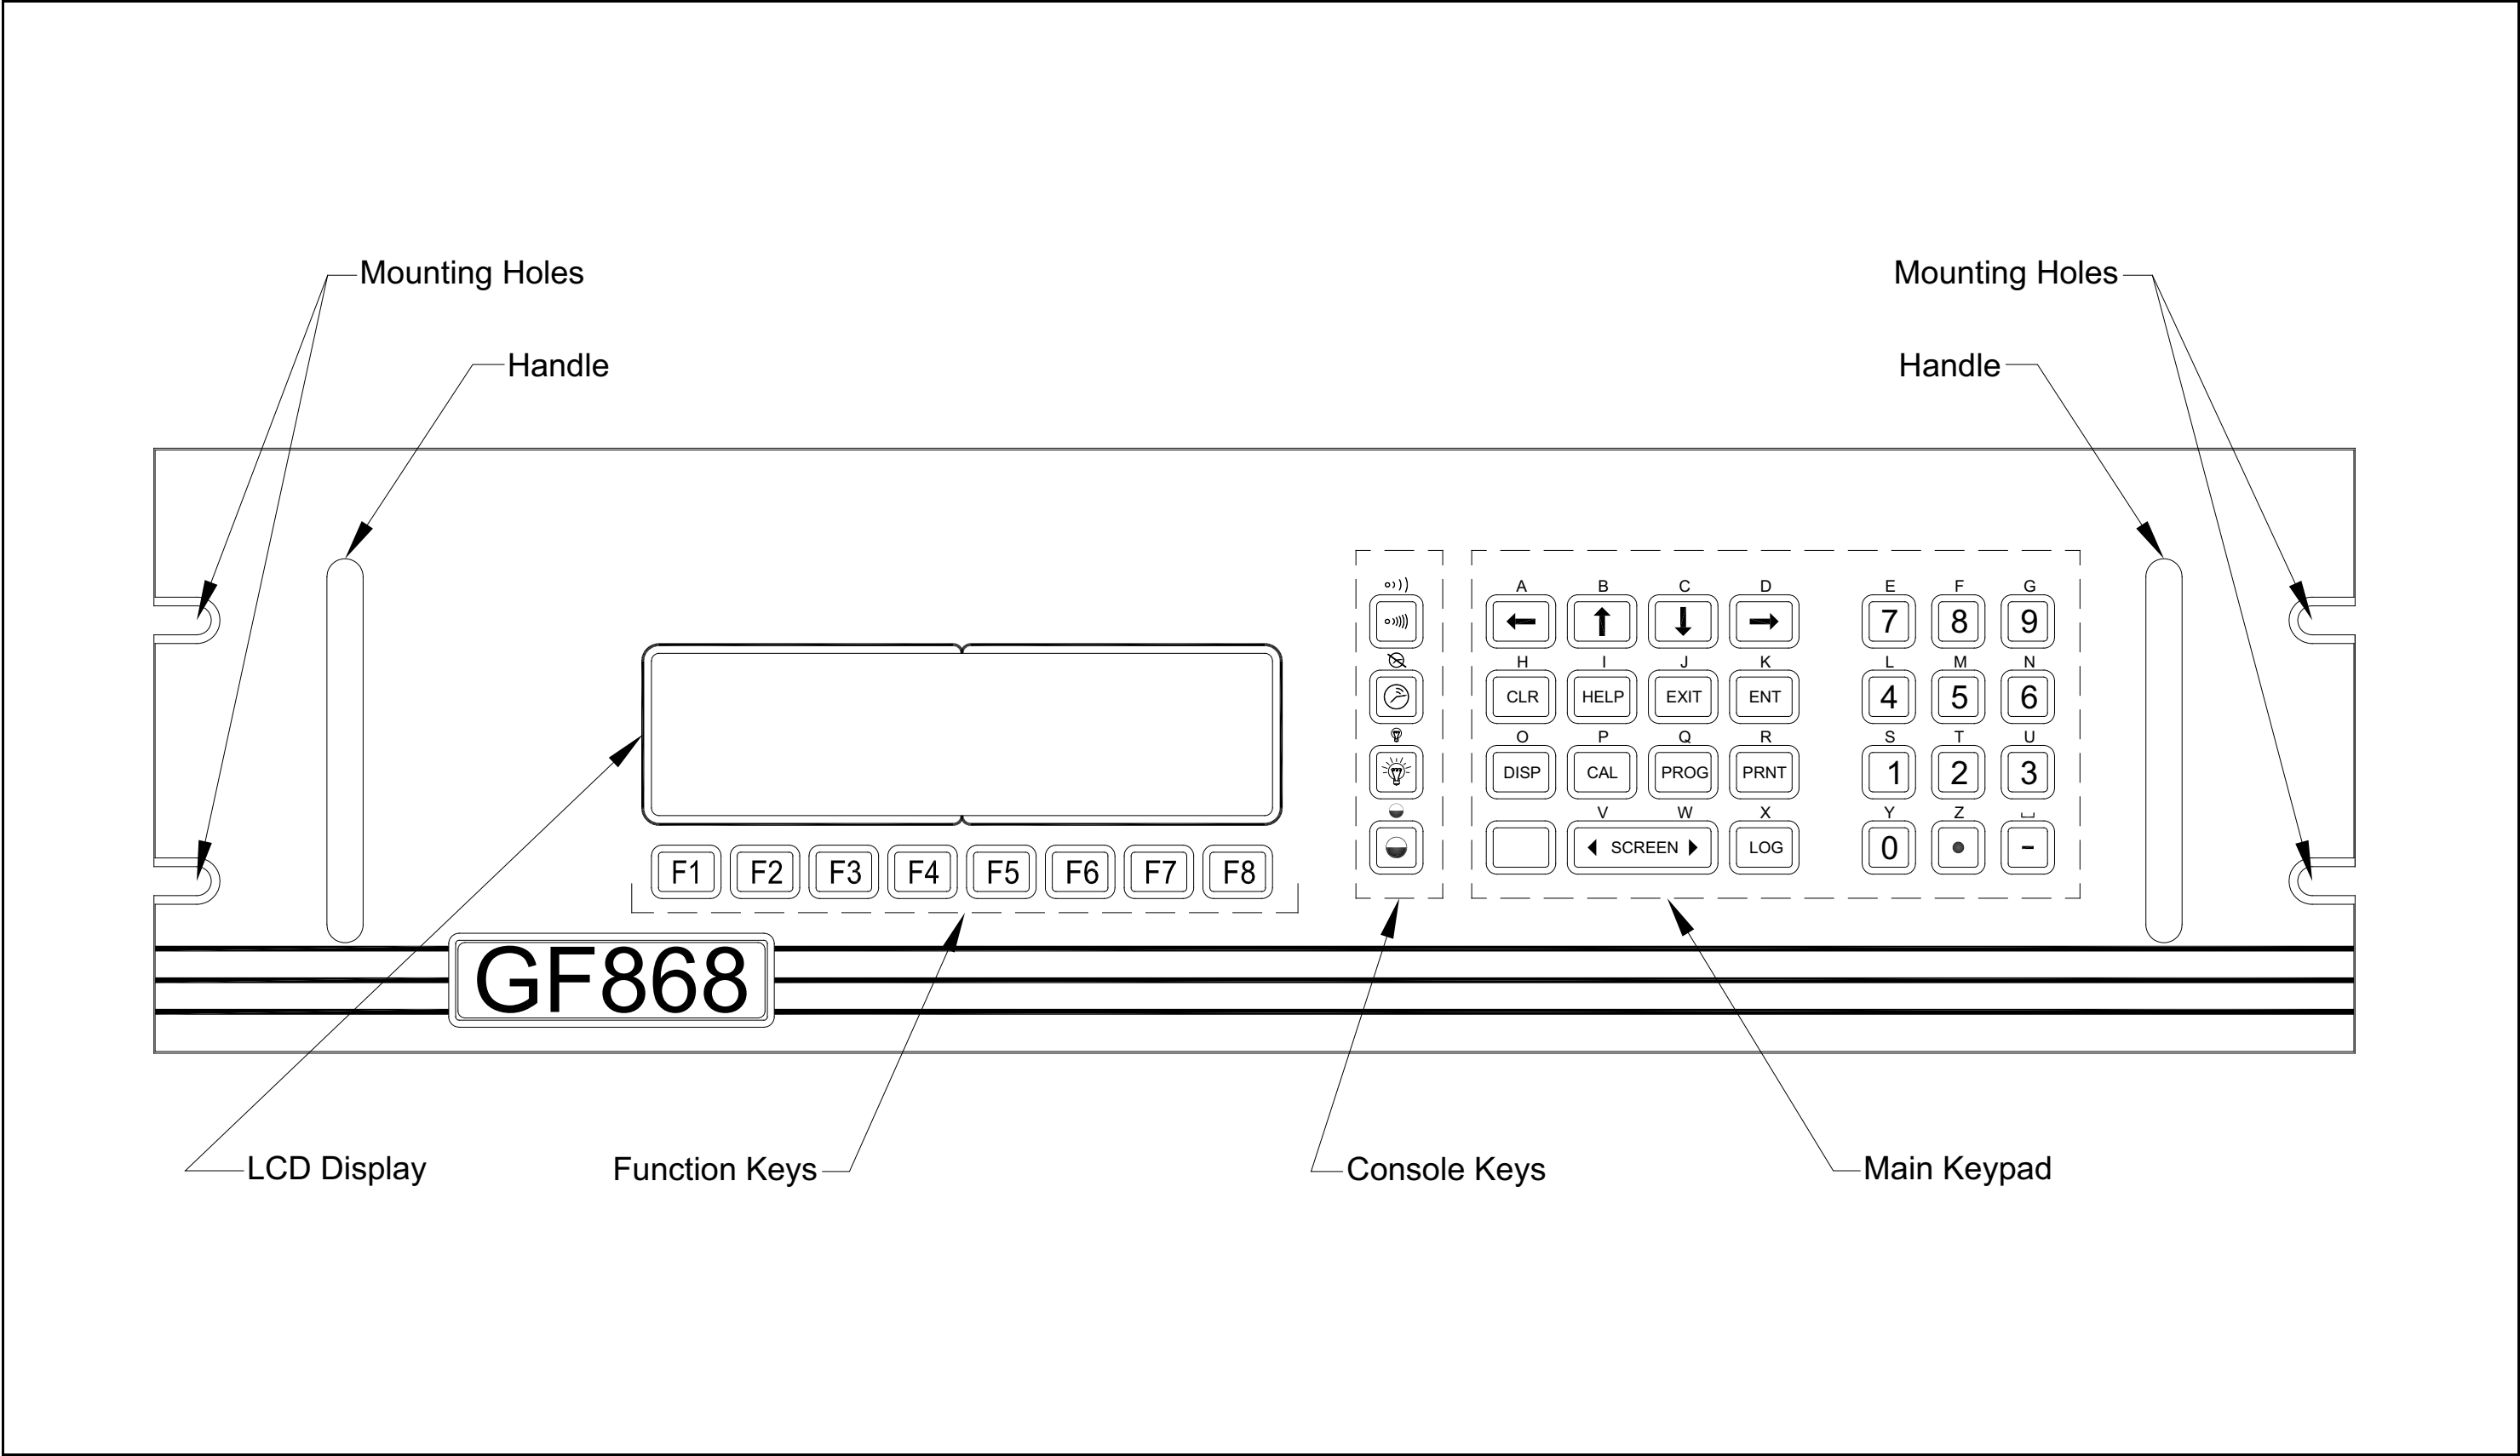 Mounting Holes
Mounting Holes
Handle
Handle
A B C D E F G
7 8 9
H I J K L M N
CLR HELP EXIT ENT 4 5 6
O P Q R S T U
DISP CAL PROG PRNT 1 2 3
V W X Y Z
SCREEN LOG 0 • -
F1 F2 F3 F4 F5 F6 F7 F8
GF868
LCD Display
Function Keys
Console Keys
Main Keypad